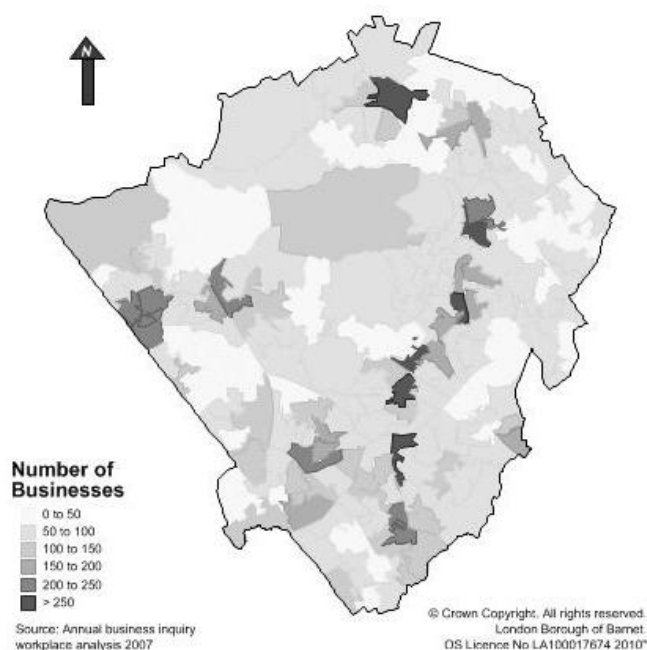 N
Number of
Businesses
0 to 50
50 to 100
100 to 150
150 to 200
200 to 250
> 250
Source: Annual business inquiry
workplace analysis 2007
© Crown Copyright. All rights reserved.
London Borough of Barnet.
OS Licence No LA100017674 2010"